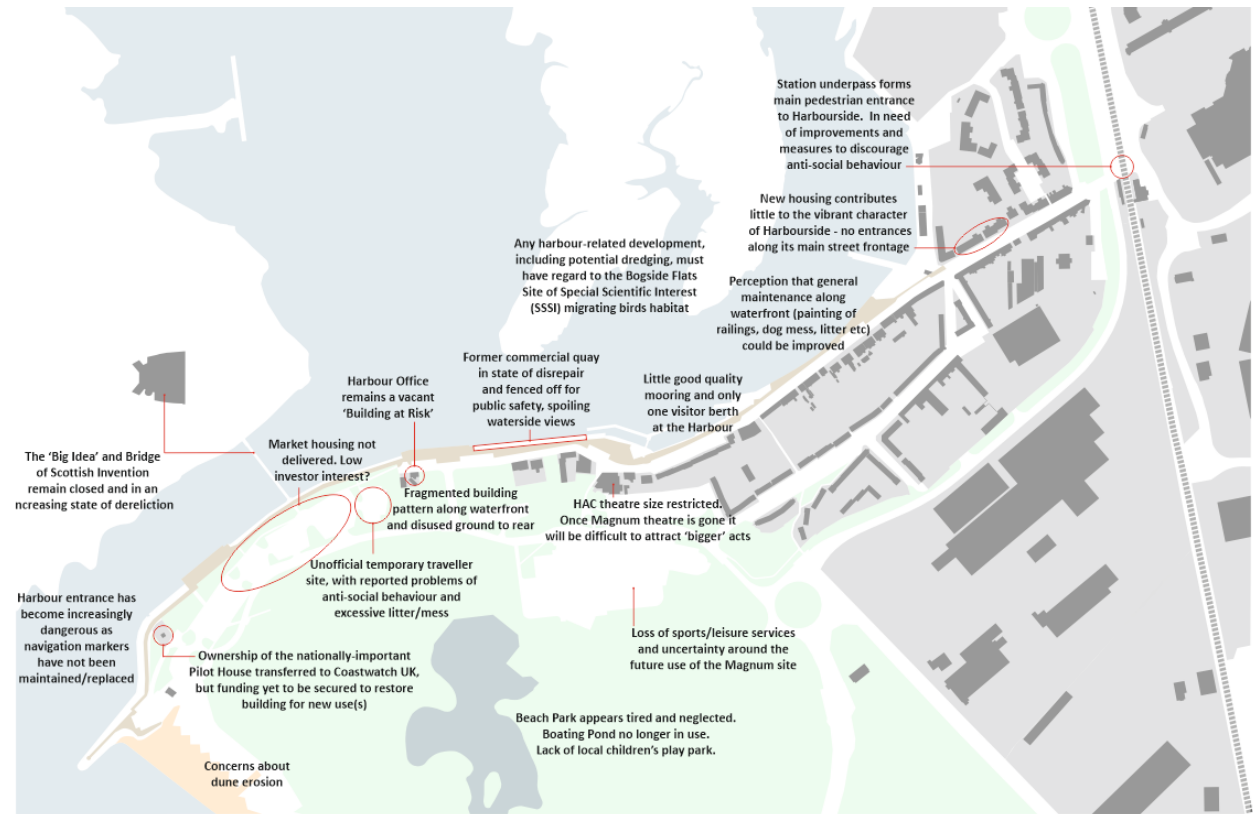 Station underpass forms
main pedestrian entrance
to Harbourside. In need
of improvements and
measures to discourage
anti-social behaviour
New housing contributes
little to the vibrant character
of Harbourside - no entrances
along its main street frontage
Any harbour-related development,
including potential dredging, must
have regard to the Bogside Flats
Site of Special Scientific Interest
(SSSI) migrating birds habitat
Perception that general
maintenance along
waterfront (painting of
railings, dog mess, litter etc)
could be improved
Former commercial quay
in state of disrepair
and fenced off for
public safety, spoiling
waterside views
Little good quality
mooring and only
one visitor berth
at the Harbour
Harbour Office
remains a vacant
‘Building at Risk’
Market housing not
delivered. Low
investor interest?
The ‘Big Idea’ and Bridge
of Scottish Invention
remain closed and in an
ncreasing state of dereliction
Fragmented building
pattern along waterfront
and disused ground to rear
HAC theatre size restricted.
Once Magnum theatre is gone it
will be difficult to attract ‘bigger’ acts
Unofficial temporary traveller
site, with reported problems of
anti-social behaviour and
excessive litter/mess
Harbour entrance has
become increasingly
dangerous as
navigation markers
have not been
maintained/replaced
Loss of sports/leisure services
and uncertainty around the
future use of the Magnum site
Ownership of the nationally-important
Pilot House transferred to Coastwatch UK,
but funding yet to be secured to restore
building for new use(s)
Beach Park appears tired and neglected.
Boating Pond no longer in use.
Lack of local children’s play park.
Concerns about
dune erosion